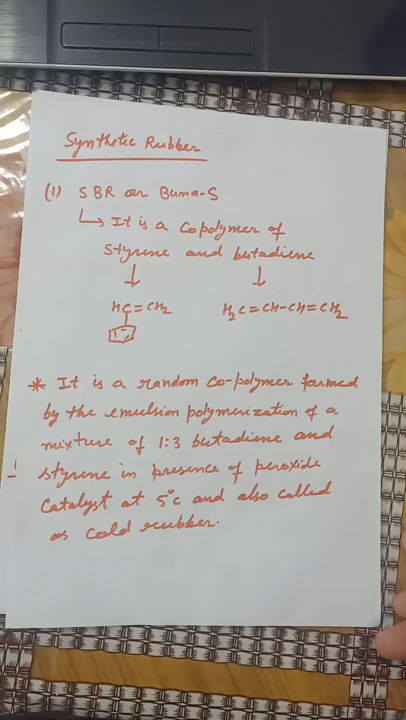 Synthetic Rubber
(1) SBR or Buna-S
↳ It is a Copolymer of
Styrene and butadiene
↓ ↓
HC=CH2 H2C=CH-CH=CH2
* It is a random co-polymer formed
by the emulsion polymerization of a
mixture of 1:3 butadiene and
styrene in presence of peroxide
Catalyst at 5°c and also called
as cold rubber.